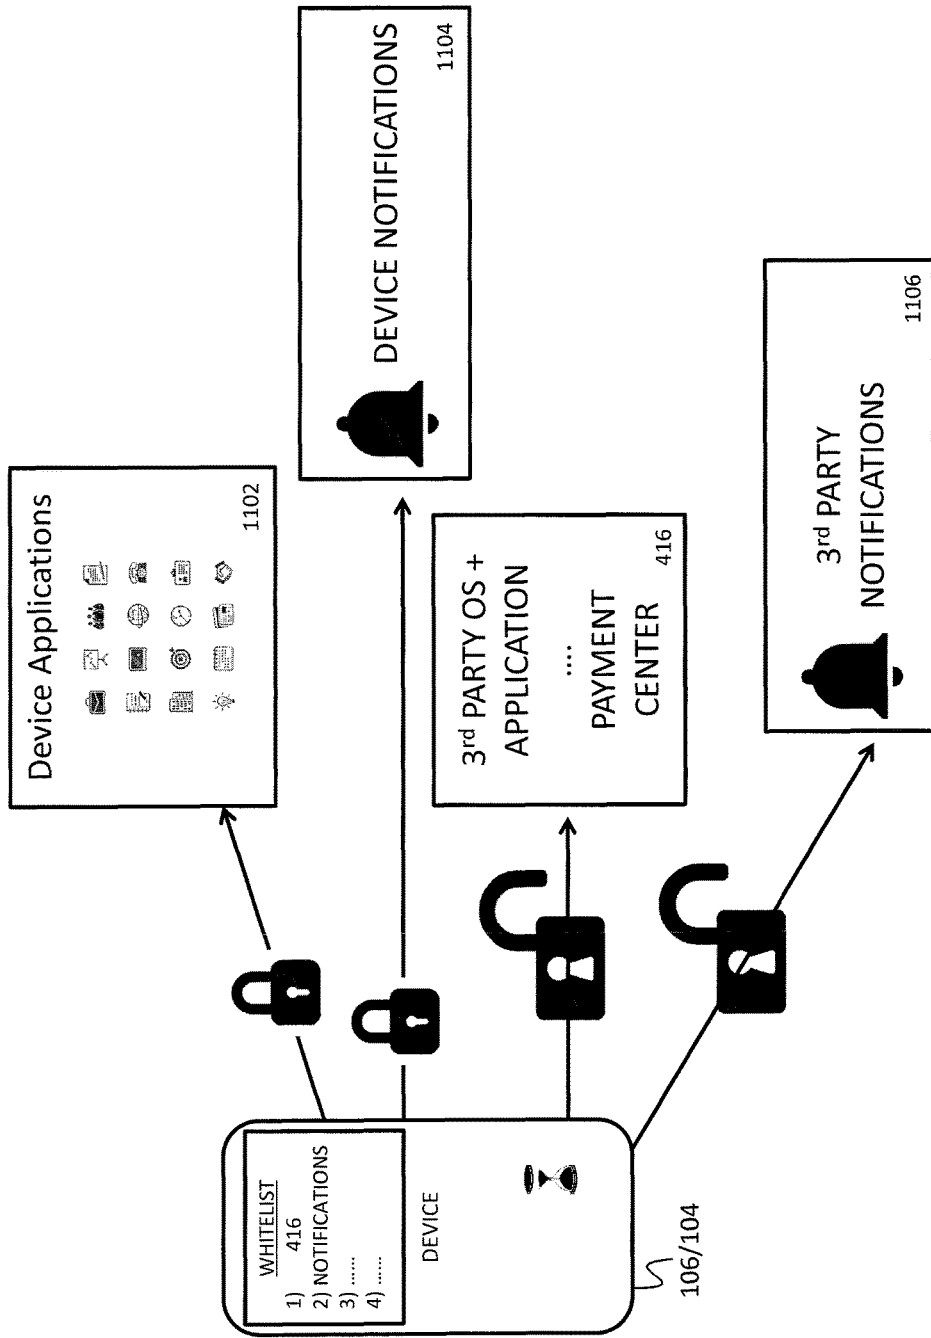 Device Applications
1102
DEVICE NOTIFICATIONS
1104
3rd PARTY OS +
APPLICATION
....
PAYMENT
CENTER
416
3rd PARTY
NOTIFICATIONS
1106
WHITELIST
1) 416
2) NOTIFICATIONS
3) ......
4) ......
DEVICE
106/104